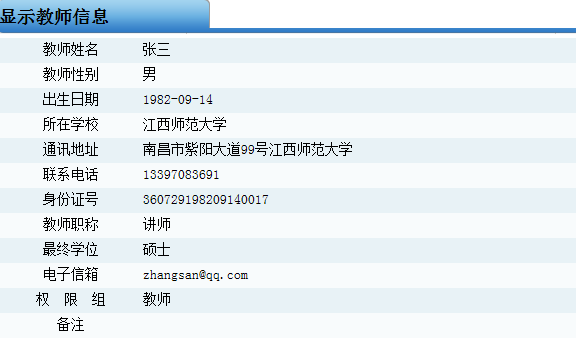 显示教师信息
教师姓名 张三
教师性别 男
出生日期 1982-09-14
所在学校 江西师范大学
通讯地址 南昌市紫阳大道99号江西师范大学
联系电话 13397083691
身份证号 360729198209140017
教师职称 讲师
最终学位 硕士
电子信箱 zhangsan@qq.com
权 限 组 教师
备注